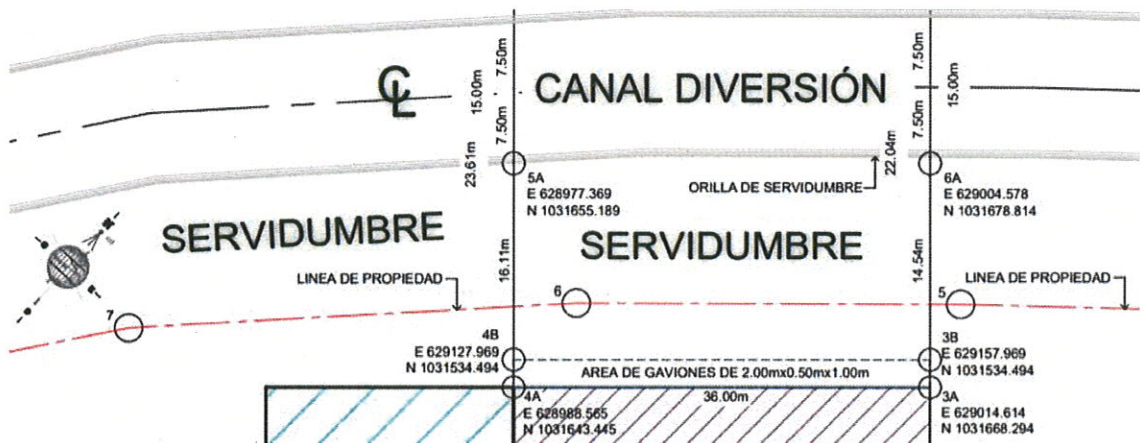 7.50m
15.00m
7.50m
CL
CANAL DIVERSIÓN
7.50m
15.00m
7.50m
23.61m
22.04m
5A
E 628977.369
N 1031655.189
ORILLA DE SERVIDUMBRE
6A
E 629004.578
N 1031678.814
SERVIDUMBRE
SERVIDUMBRE
16.11m
14.54m
LINEA DE PROPIEDAD
LINEA DE PROPIEDAD
7
6
5
4B
E 629127.969
N 1031534.494
3B
E 629157.969
N 1031534.494
AREA DE GAVIONES DE 2.00mx0.50mx1.00m
36.00m
4A
E 628988.565
N 1031643.445
3A
E 629014.614
N 1031668.294